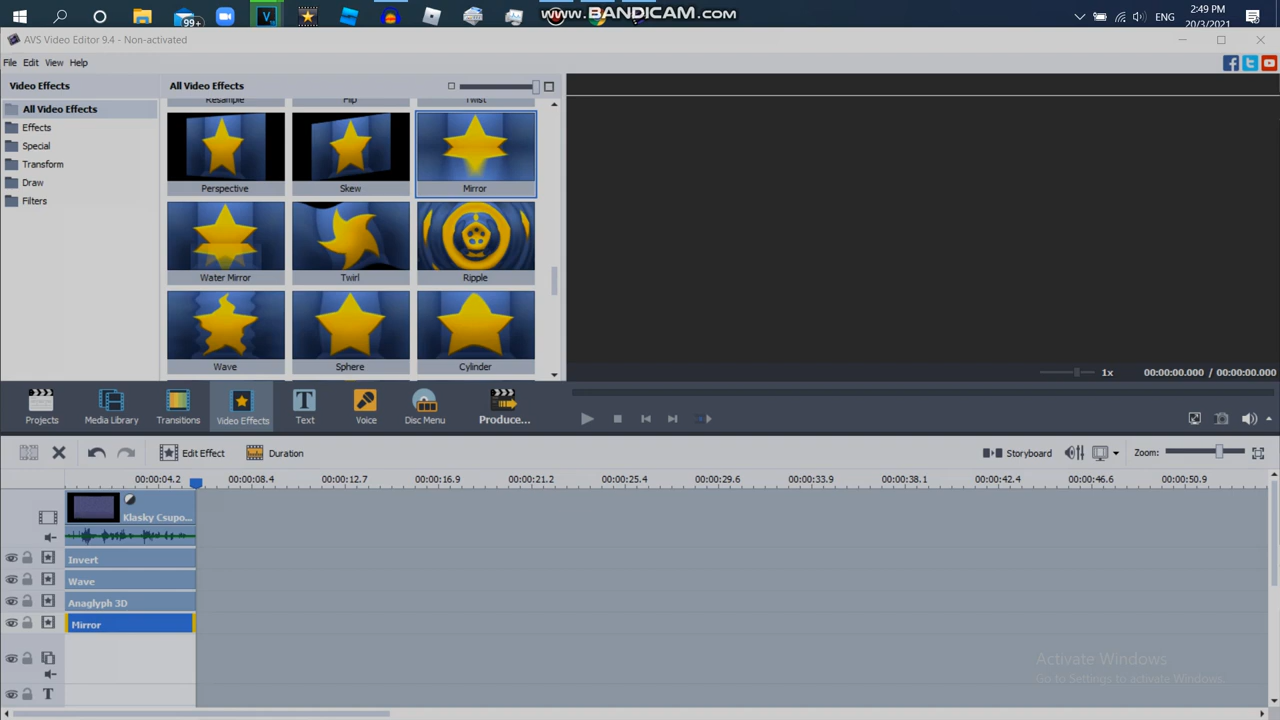 99+
www.BANDICAM.com
ENG
2:49 PM
20/3/2021
AVS Video Editor 9.4 - Non-activated
File Edit View Help
Video Effects
All Video Effects
All Video Effects
Effects
Special
Transform
Draw
Filters
Resample Flip Twist
Perspective Skew Mirror
Water Mirror Twirl Ripple
Wave Sphere Cylinder
1x
00:00:00.000 / 00:00:00.000
Projects Media Library Transitions Video Effects Text Voice Disc Menu Produce...
Edit Effect Duration Storyboard Zoom:
00:00:04.2 00:00:08.4 00:00:12.7 00:00:16.9 00:00:21.2 00:00:25.4 00:00:29.6 00:00:33.9 00:00:38.1 00:00:42.4 00:00:46.6 00:00:50.9
Klasky Csupo...
Invert
Wave
Anaglyph 3D
Mirror
T
Activate Windows
Go to Settings to activate Windows.